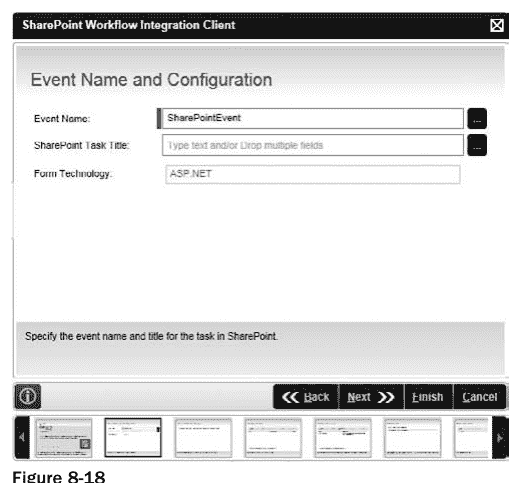 SharePoint Workflow Integration Client
Event Name and Configuration
Event Name:
SharePointEvent
...
SharePoint Task Title:
Type text and/or Drop multiple fields
...
Form Technology:
ASP.NET
Specify the event name and title for the task in SharePoint.
Back
Next
Finish
Cancel
Figure 8-18